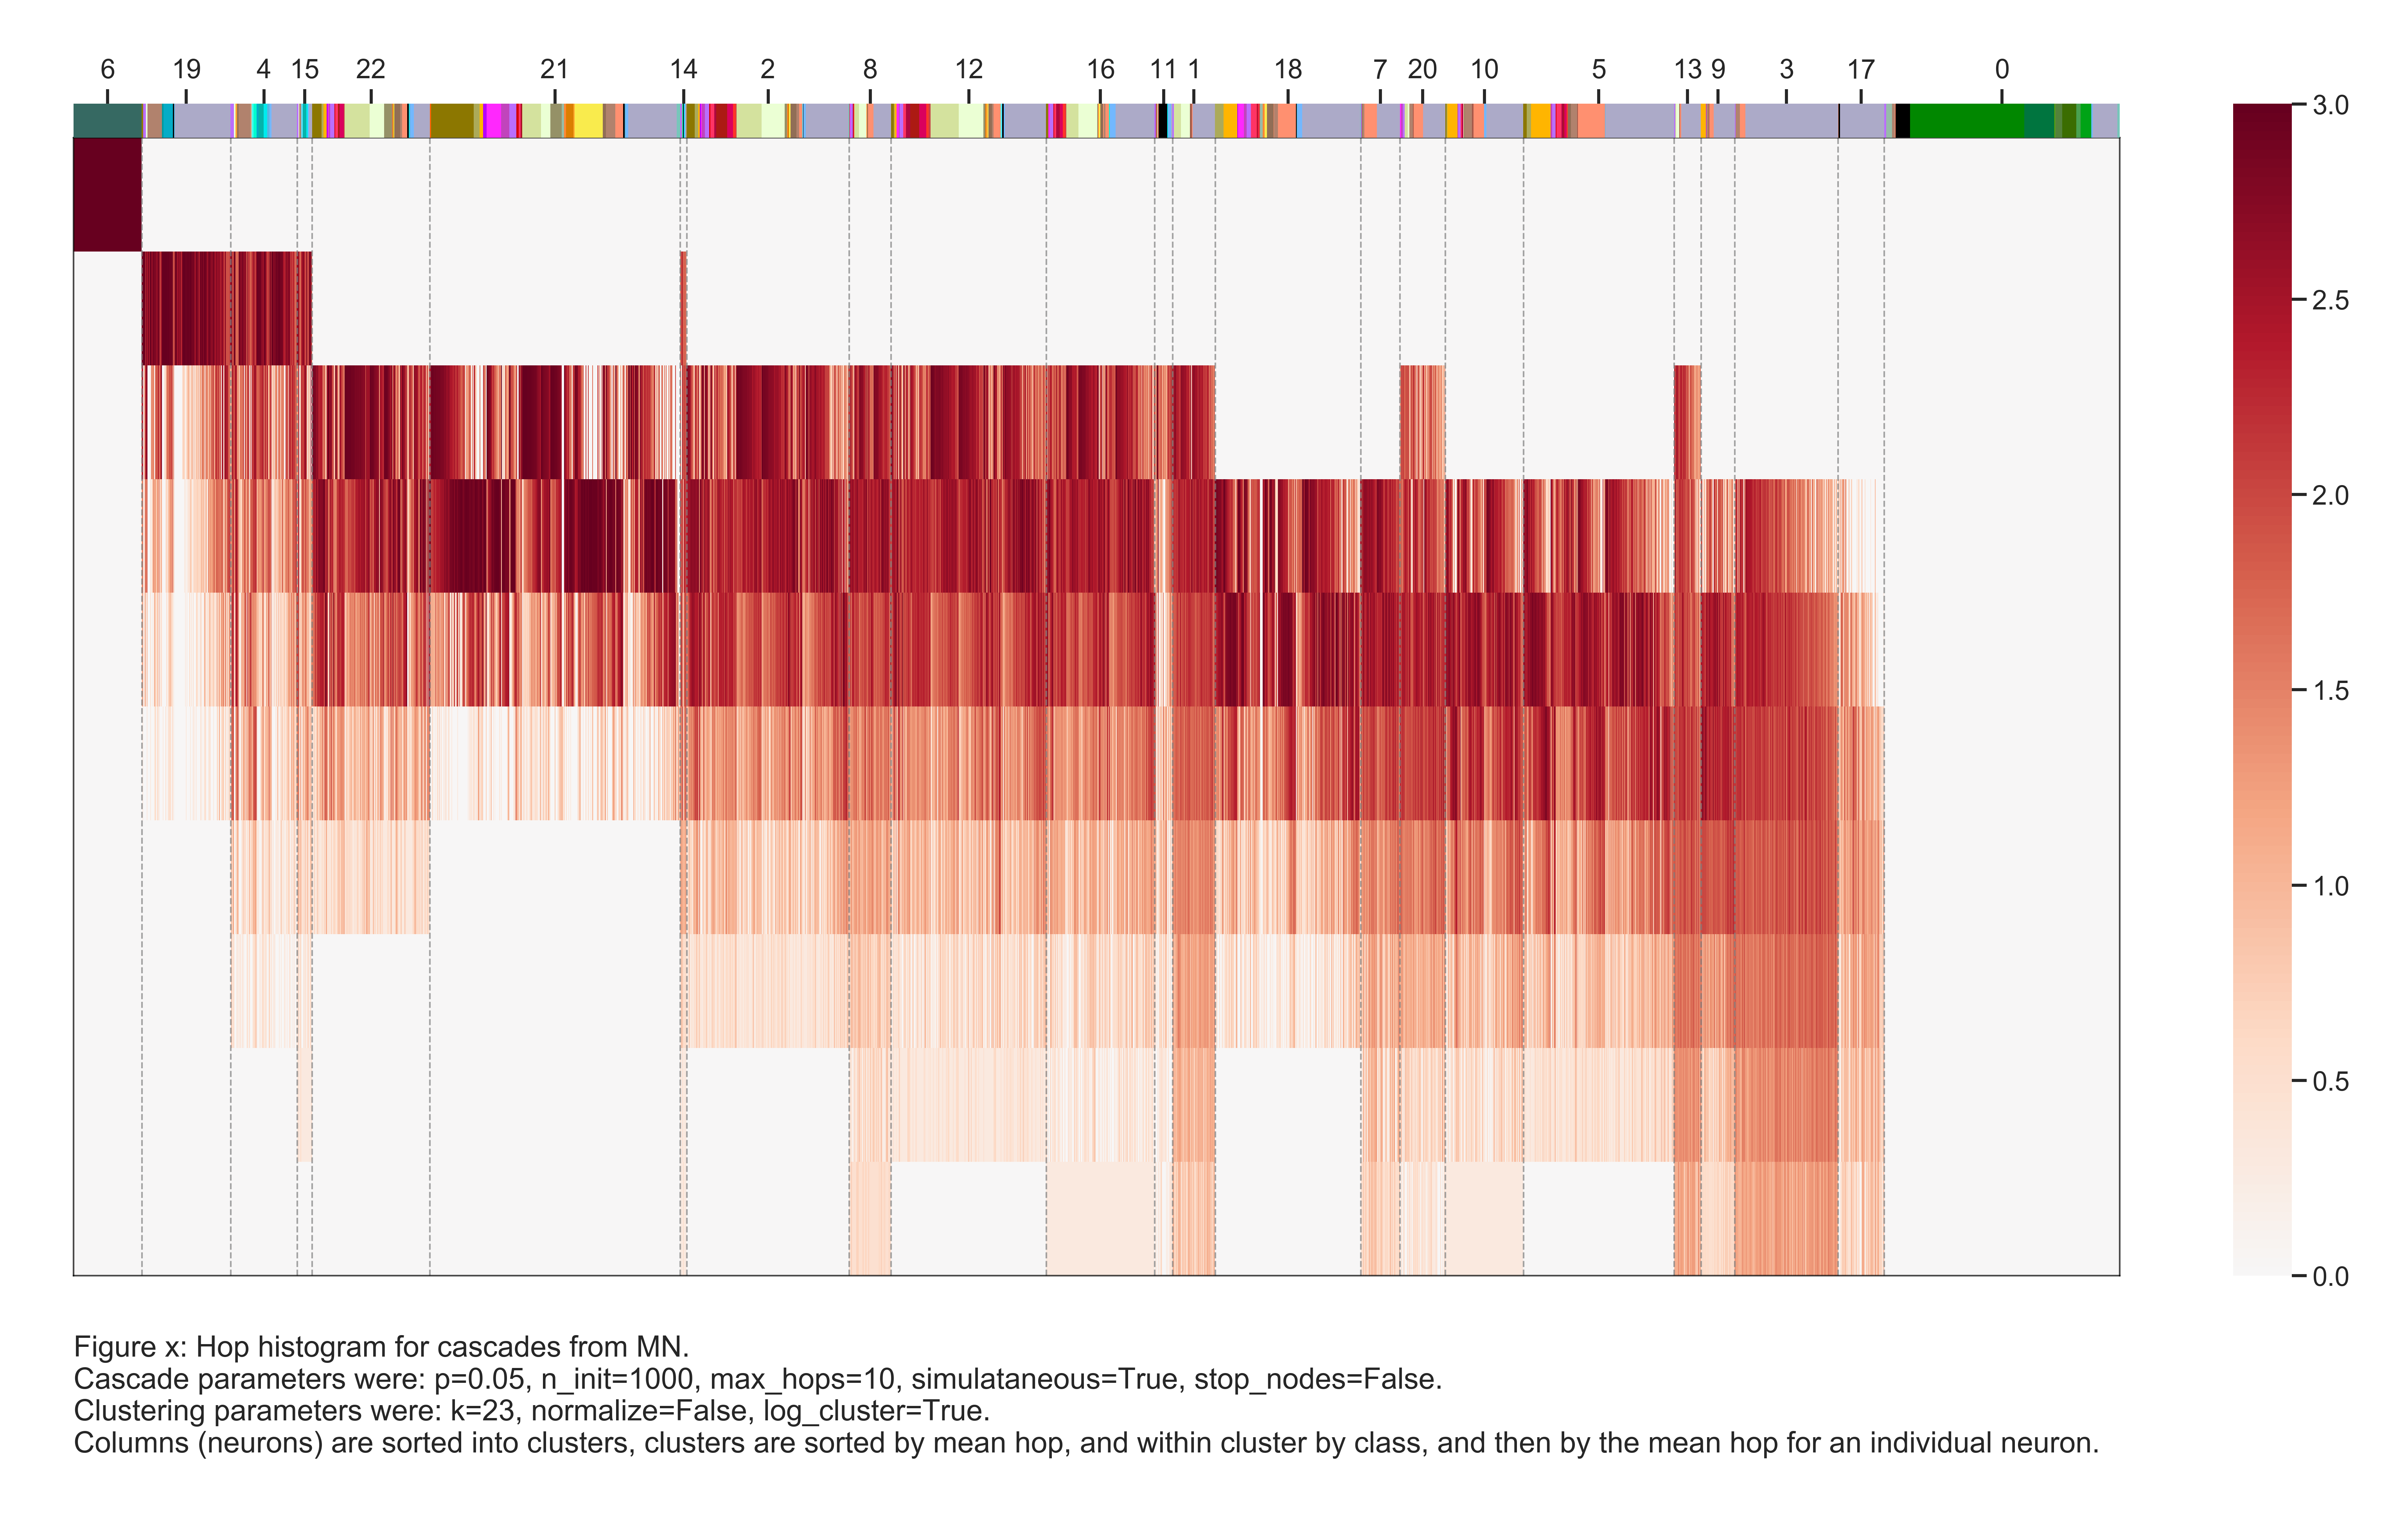 6 19 4 15 22 21 14 2 8 12 16 11 1 18 7 20 10 5 13 9 3 17 0
3.0
2.5
2.0
1.5
1.0
0.5
0.0
Figure x: Hop histogram for cascades from MN.
Cascade parameters were: p=0.05, n_init=1000, max_hops=10, simulataneous=True, stop_nodes=False.
Clustering parameters were: k=23, normalize=False, log_cluster=True.
Columns (neurons) are sorted into clusters, clusters are sorted by mean hop, and within cluster by class, and then by the mean hop for an individual neuron.